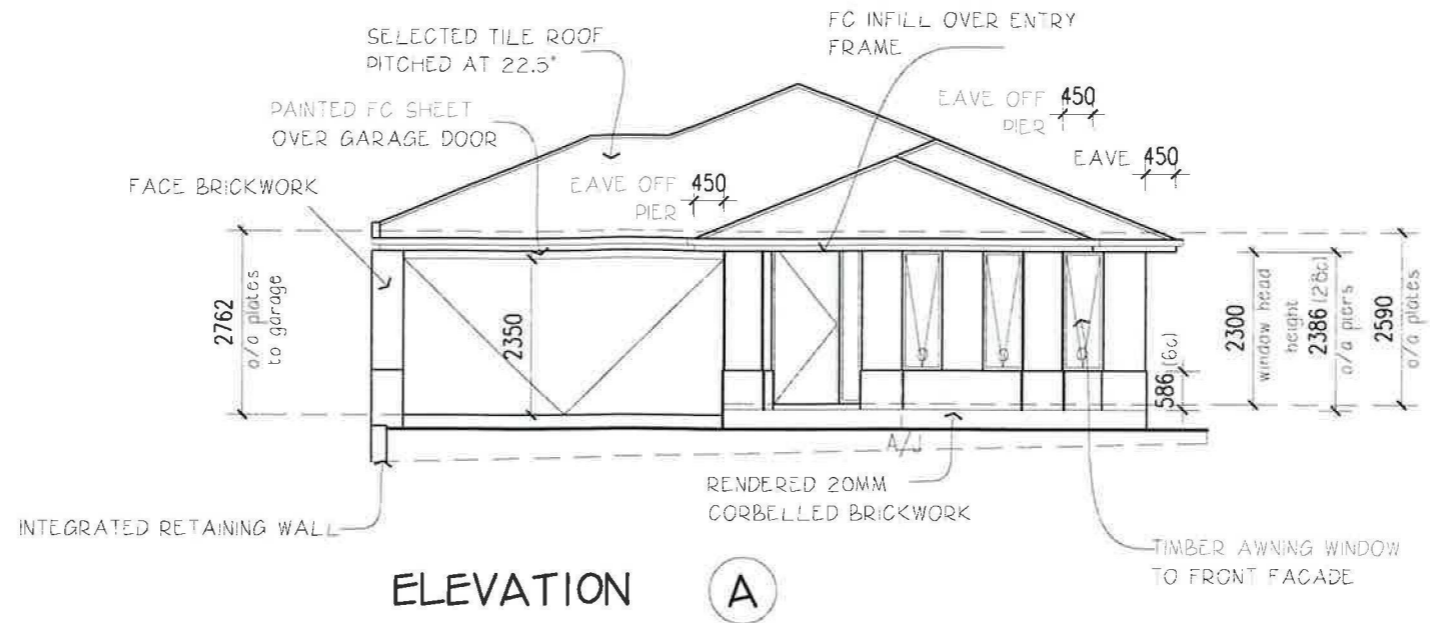 SELECTED TILE ROOF
PITCHED AT 22.5°
FC INFILL OVER ENTRY
FRAME
PAINTED FC SHEET
OVER GARAGE DOOR
EAVE OFF 450
PIER
FACE BRICKWORK
EAVE OFF 450
PIER
EAVE 450
2762
o/a plates
to garage
2350
586 (6c)
2300
window head
height
2386 (28c)
o/a piers
2590
o/a plates
A/J
RENDERED 20MM
CORBELLED BRICKWORK
INTEGRATED RETAINING WALL
TIMBER AWNING WINDOW
TO FRONT FACADE
ELEVATION A